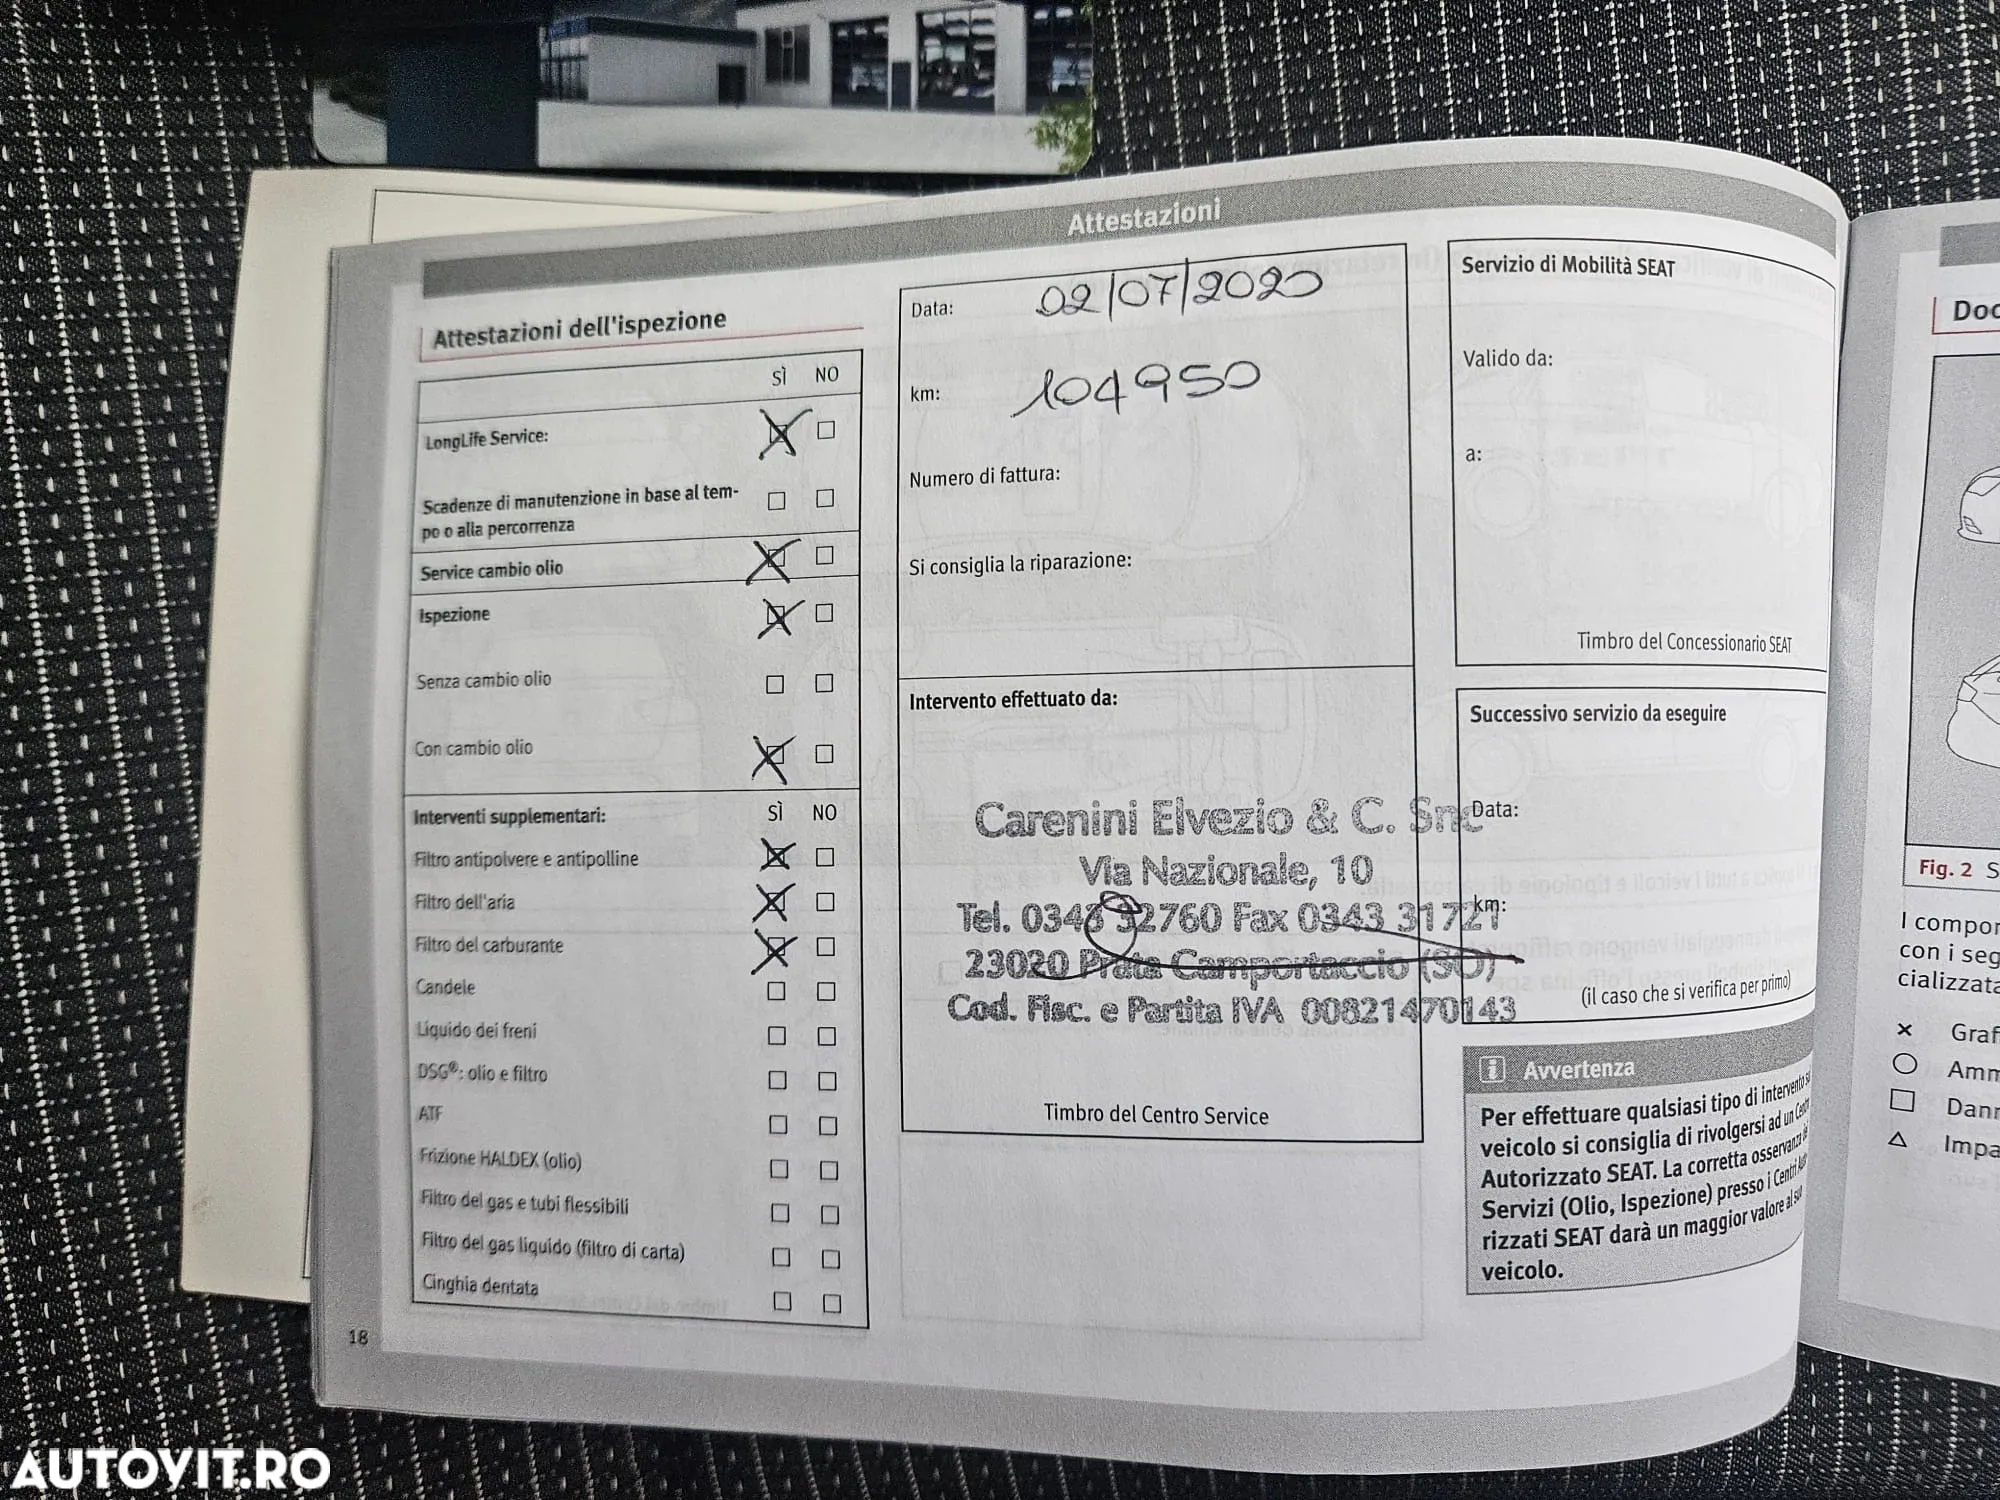 Attestazioni
Attestazioni dell'ispezione
SÌ NO
LongLife Service:
Scadenze di manutenzione in base al tem-
po o alla percorrenza
Service cambio olio
Ispezione
Senza cambio olio
Con cambio olio
Interventi supplementari: SÌ NO
Filtro antipolvere e antipolline
Filtro dell'aria
Filtro del carburante
Candele
Liquido dei freni
DSG®: olio e filtro
ATF
Frizione HALDEX (olio)
Filtro del gas e tubi flessibili
Filtro del gas liquido (filtro di carta)
Cinghia dentata
18
Data: 02/07/2020
km: 104950
Numero di fattura:
Si consiglia la riparazione:
Intervento effettuato da:
Carenini Elvezio & C. Snc
Via Nazionale, 10
Tel. 0343 32760 Fax 0343 31721
23020 Prata Camportaccio (SO)
Cod. Fisc. e Partita IVA 00821470143
Timbro del Centro Service
Servizio di Mobilità SEAT
Valido da:
a:
Timbro del Concessionario SEAT
Successivo servizio da eseguire
Data:
km:
(il caso che si verifica per primo)
i Avvertenza
Per effettuare qualsiasi tipo di intervento
veicolo si consiglia di rivolgersi ad un
Autorizzato SEAT. La corretta osservanza
Servizi (Olio, Ispezione) presso i Centri
rizzati SEAT darà un maggior valore al
veicolo.
Doc
Fig. 2 S
I compor
con i seg
cializzata
Graf
Amm
Dann
Impa
AUTOVIT.RO